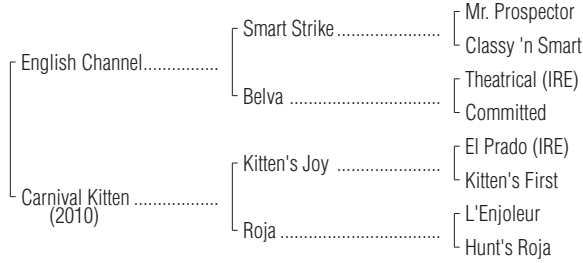 Mr. Prospector
Smart Strike ......................
Classy 'n Smart
English Channel................
Theatrical (IRE)
Belva ................................
Committed
El Prado (IRE)
Kitten's Joy ......................
Kitten's First
Carnival Kitten ..................
(2010)
L'Enjoleur
Roja ..................................
Hunt's Roja